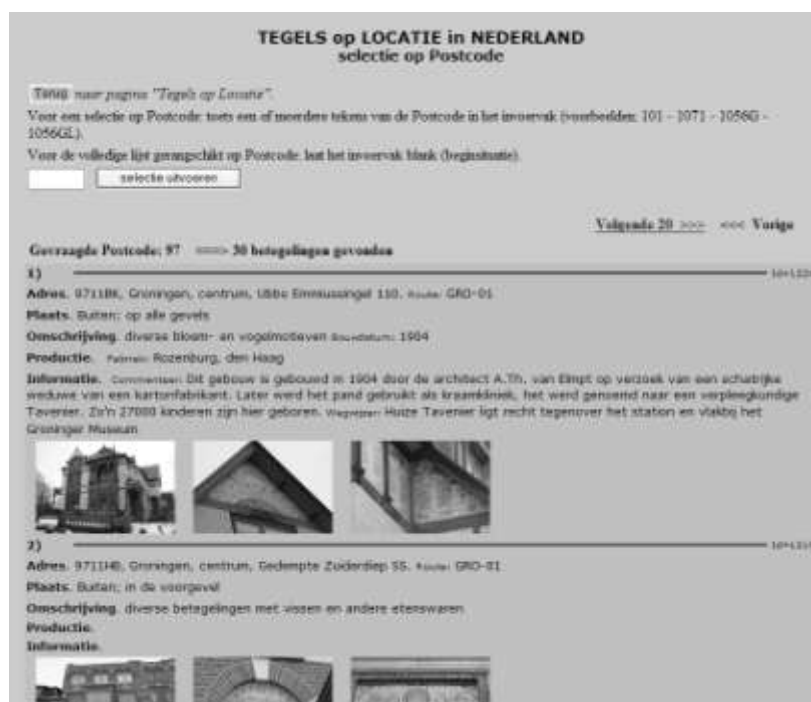 TEGELS op LOCATIE in NEDERLAND
selectie op Postcode
Terug naar pagina "Tegels op Locatie".
Voor een selectie op Postcode: toets een of meerdere tekens van de Postcode in het invoervak (voorbeelden: 101 - 1071 - 1056G -
1056GL).
Voor de volledige lijst gerangschikt op Postcode: laat het invoervak blank (beginsituatie).
selectie uitvoeren
Volgende 20 >>> <<< Vorige
Gevraagde Postcode: 97 ===> 30 betegelingen gevonden
1)
Adres. 9711BK, Groningen, centrum, Ubbo Emmiussingel 110. Route: GRO-01
Plaats. Buiten; op alle gevels
Omschrijving. diverse bloem- en vogelmotieven Bouwdatum: 1904
Productie. Fabriek: Rozenburg, den Haag
Informatie. Commentaar: Dit gebouw is gebouwd in 1904 door de architect A.Th. van Elmpt op verzoek van een schatrijke
weduwe van een kartonfabrikant. Later werd het pand gebruikt als kraamkliniek, het werd genoemd naar een verpleegkundige
Tavenier. Zo'n 27000 kinderen zijn hier geboren. Wegwijzer: Huize Tavenier ligt recht tegenover het station en vlakbij het
Groninger Museum
2)
Adres. 9711HB, Groningen, centrum, Gedempte Zuiderdiep Route: GRO-01
Plaats. Buiten; in de voorgevel
Omschrijving. diverse betegelingen met vissen en andere etenswaren
Productie.
Informatie.